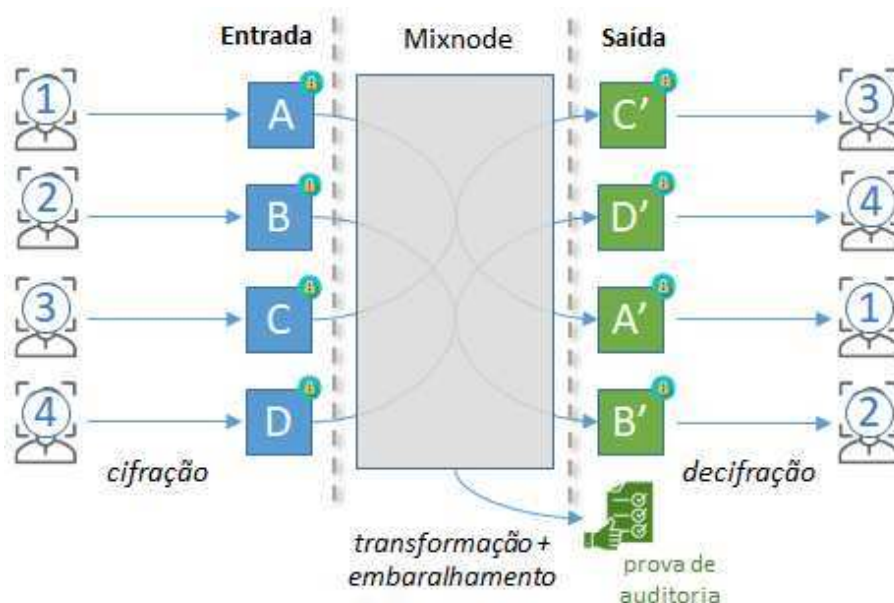 Entrada Mixnode Saída
1 A C′ 3
2 B D′ 4
3 C A′ 1
4 D B′ 2
cifração decifração
transformação +
embaralhamento
prova de
auditoria